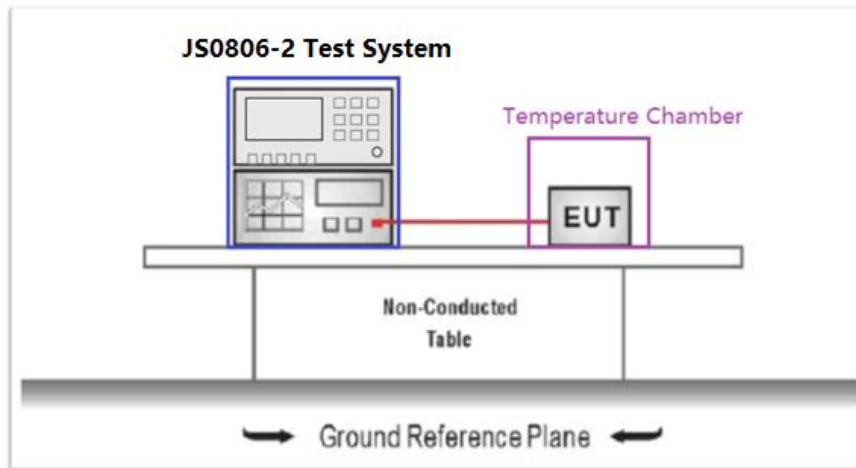 JS0806-2 Test System
Temperature Chamber
EUT
Non-Conducted
Table
Ground Reference Plane